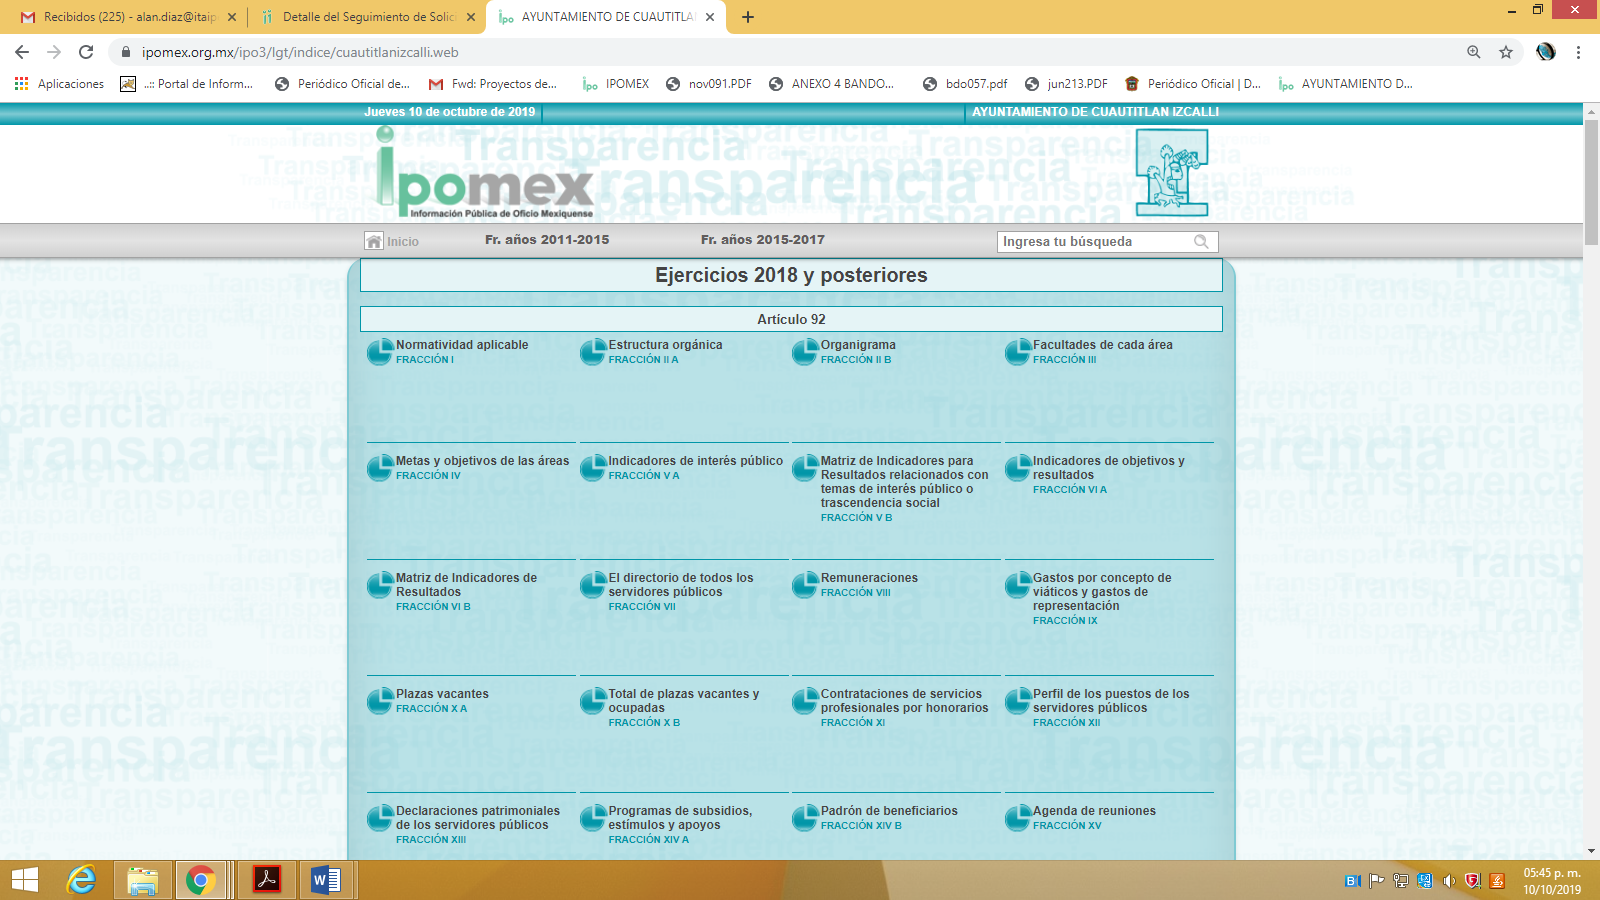 Recibidos (225) - alan.diaz@itaip
Detalle del Seguimiento de Solici
AYUNTAMIENTO DE CUAUTITLA
ipomex.org.mx/ipo3/lgt/indice/cuautitlanizcalli.web
Aplicaciones
..:: Portal de Inform...
Periódico Oficial de...
Fwd: Proyectos de...
IPOMEX
nov091.PDF
ANEXO 4 BANDO...
bdo057.pdf
jun213.PDF
Periódico Oficial | D...
AYUNTAMIENTO D...
Jueves 10 de octubre de 2019
AYUNTAMIENTO DE CUAUTITLAN IZCALLI
ipomex
Información Pública de Oficio Mexiquense
Transparencia
Inicio
Fr. años 2011-2015
Fr. años 2015-2017
Ingresa tu búsqueda
Ejercicios 2018 y posteriores
Artículo 92
Normatividad aplicable
FRACCIÓN I
Estructura orgánica
FRACCIÓN II A
Organigrama
FRACCIÓN II B
Facultades de cada área
FRACCIÓN III
Metas y objetivos de las áreas
FRACCIÓN IV
Indicadores de interés público
FRACCIÓN V A
Matriz de Indicadores para
Resultados relacionados con
temas de interés público o
trascendencia social
FRACCIÓN V B
Indicadores de objetivos y
resultados
FRACCIÓN VI A
Matriz de Indicadores de
Resultados
FRACCIÓN VI B
El directorio de todos los
servidores públicos
FRACCIÓN VII
Remuneraciones
FRACCIÓN VIII
Gastos por concepto de
viáticos y gastos de
representación
FRACCIÓN IX
Plazas vacantes
FRACCIÓN X A
Total de plazas vacantes y
ocupadas
FRACCIÓN X B
Contrataciones de servicios
profesionales por honorarios
FRACCIÓN XI
Perfil de los puestos de los
servidores públicos
FRACCIÓN XII
Declaraciones patrimoniales
de los servidores públicos
FRACCIÓN XIII
Programas de subsidios,
estímulos y apoyos
FRACCIÓN XIV A
Padrón de beneficiarios
FRACCIÓN XIV B
Agenda de reuniones
FRACCIÓN XV
05:45 p. m.
10/10/2019